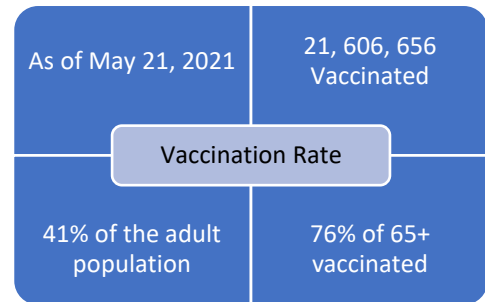 As of May 21, 2021
21, 606, 656
Vaccinated
Vaccination Rate
41% of the adult
population
76% of 65+
vaccinated